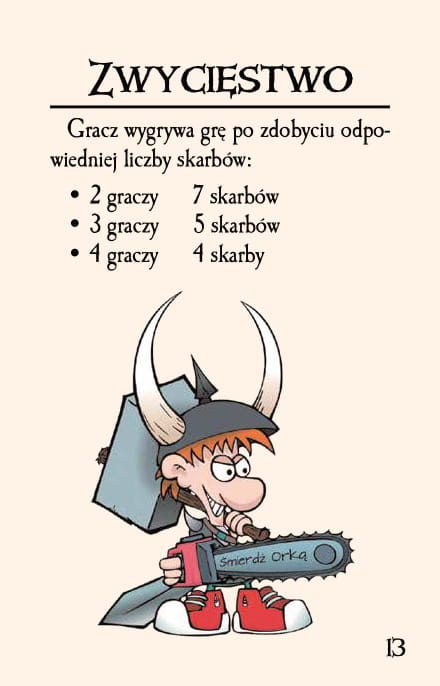 Zwycięstwo
Gracz wygrywa grę po zdobyciu odpo-
wiedniej liczby skarbów:
• 2 graczy 7 skarbów
• 3 graczy 5 skarbów
• 4 graczy 4 skarby
Śmierdź Orką
13